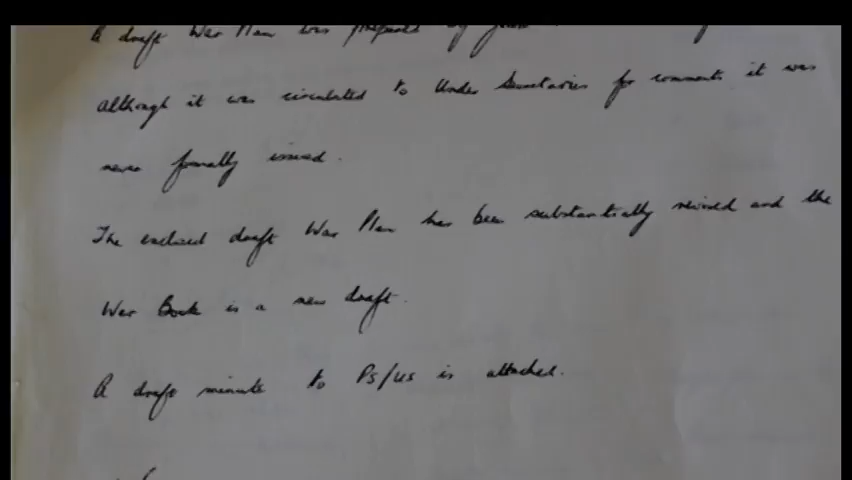 A draft War Plan was prepared by
although it was circulated to Under Secretaries for comments it was
never formally issued.
The enclosed draft War Plan has been substantially revised and the
War Book is a new draft.
A draft minute to PS/US is attached.